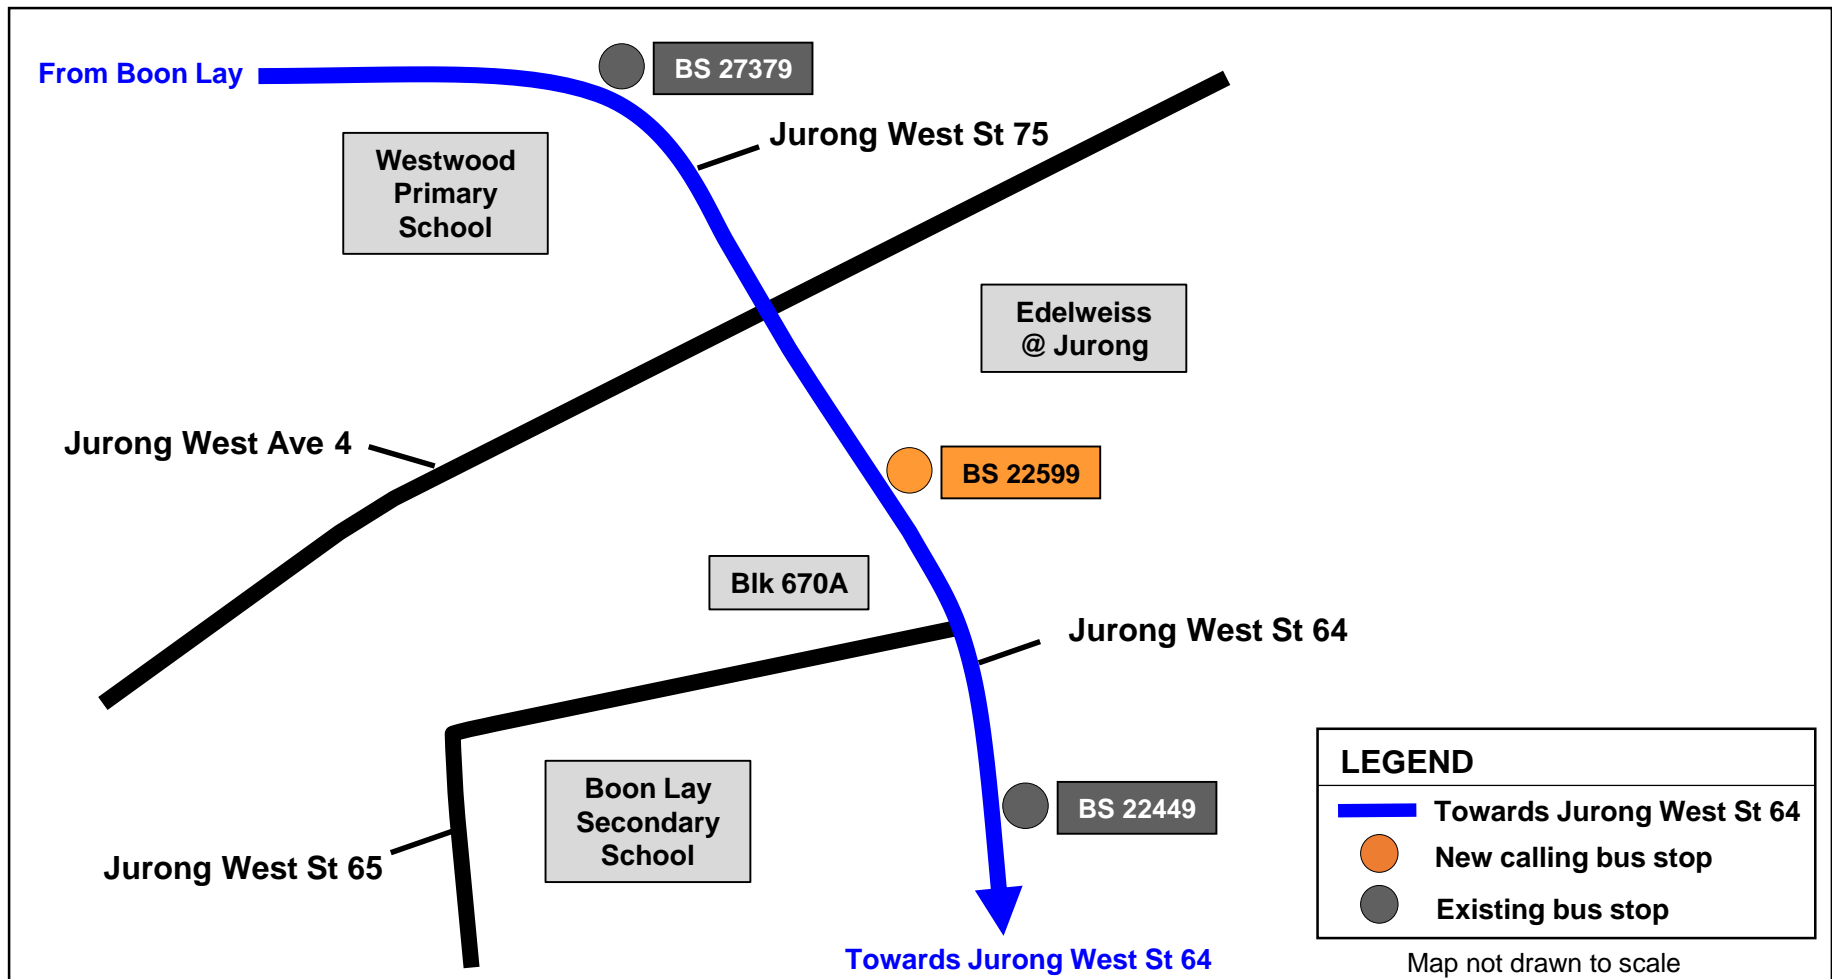 From Boon Lay
BS 27379
Jurong West St 75
Westwood
Primary
School
Edelweiss
@ Jurong
Jurong West Ave 4
BS 22599
Blk 670A
Jurong West St 64
Boon Lay
Secondary
School
BS 22449
Jurong West St 65
Towards Jurong West St 64
LEGEND
Towards Jurong West St 64
New calling bus stop
Existing bus stop
Map not drawn to scale